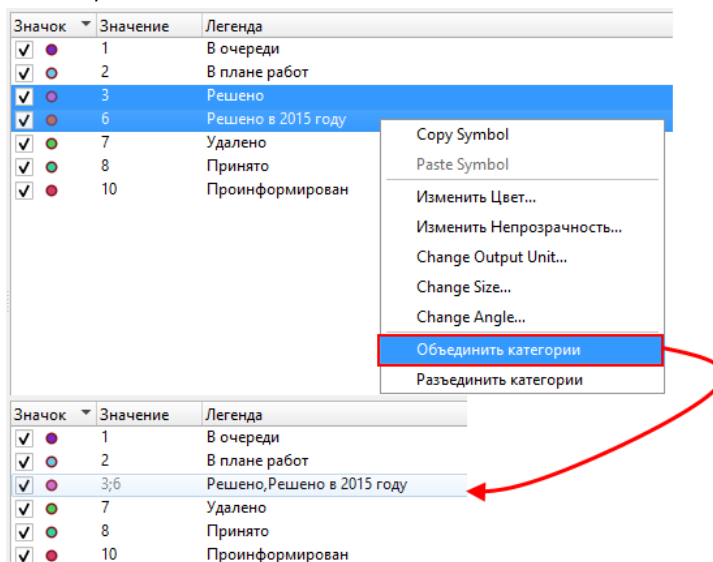 Значок Значение Легенда
1 В очереди
2 В плане работ
3 Решено
6 Решено в 2015 году
7 Удалено
8 Принято
10 Проинформирован
Copy Symbol
Paste Symbol
Изменить Цвет...
Изменить Непрозрачность...
Change Output Unit...
Change Size...
Change Angle...
Объединить категории
Разъединить категории
Значок Значение Легенда
1 В очереди
2 В плане работ
3;6 Решено,Решено в 2015 году
7 Удалено
8 Принято
10 Проинформирован